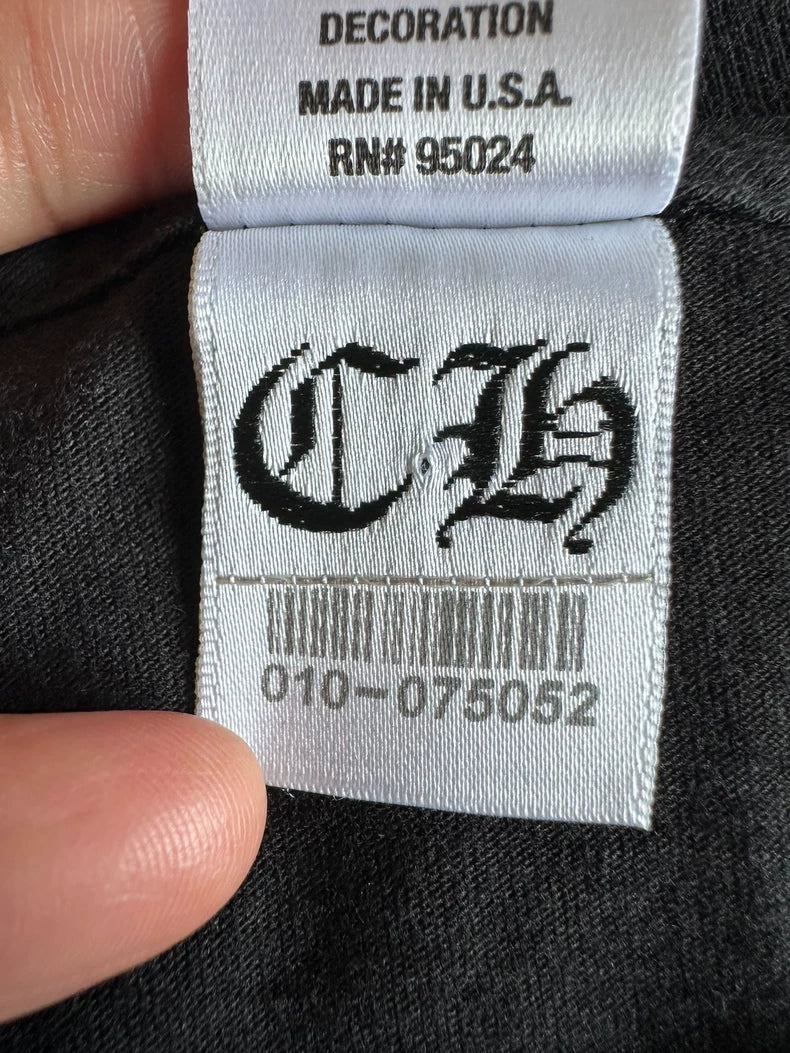 DECORATION
MADE IN U.S.A.
RN# 95024
CH
010-075052